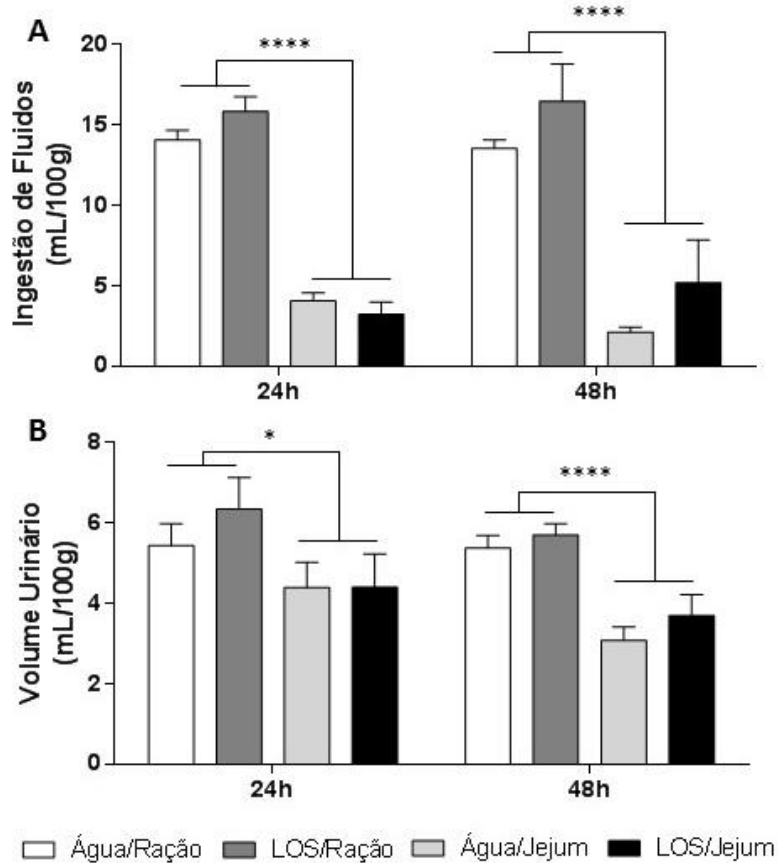 A
Ingestão de Fluidos
(mL/100g)
20
15
10
5
0
****
****
24h
48h
B
Volume Urinário
(mL/100g)
8
6
4
2
0
*
****
24h
48h
Água/Ração LOS/Ração Água/Jejum LOS/Jejum